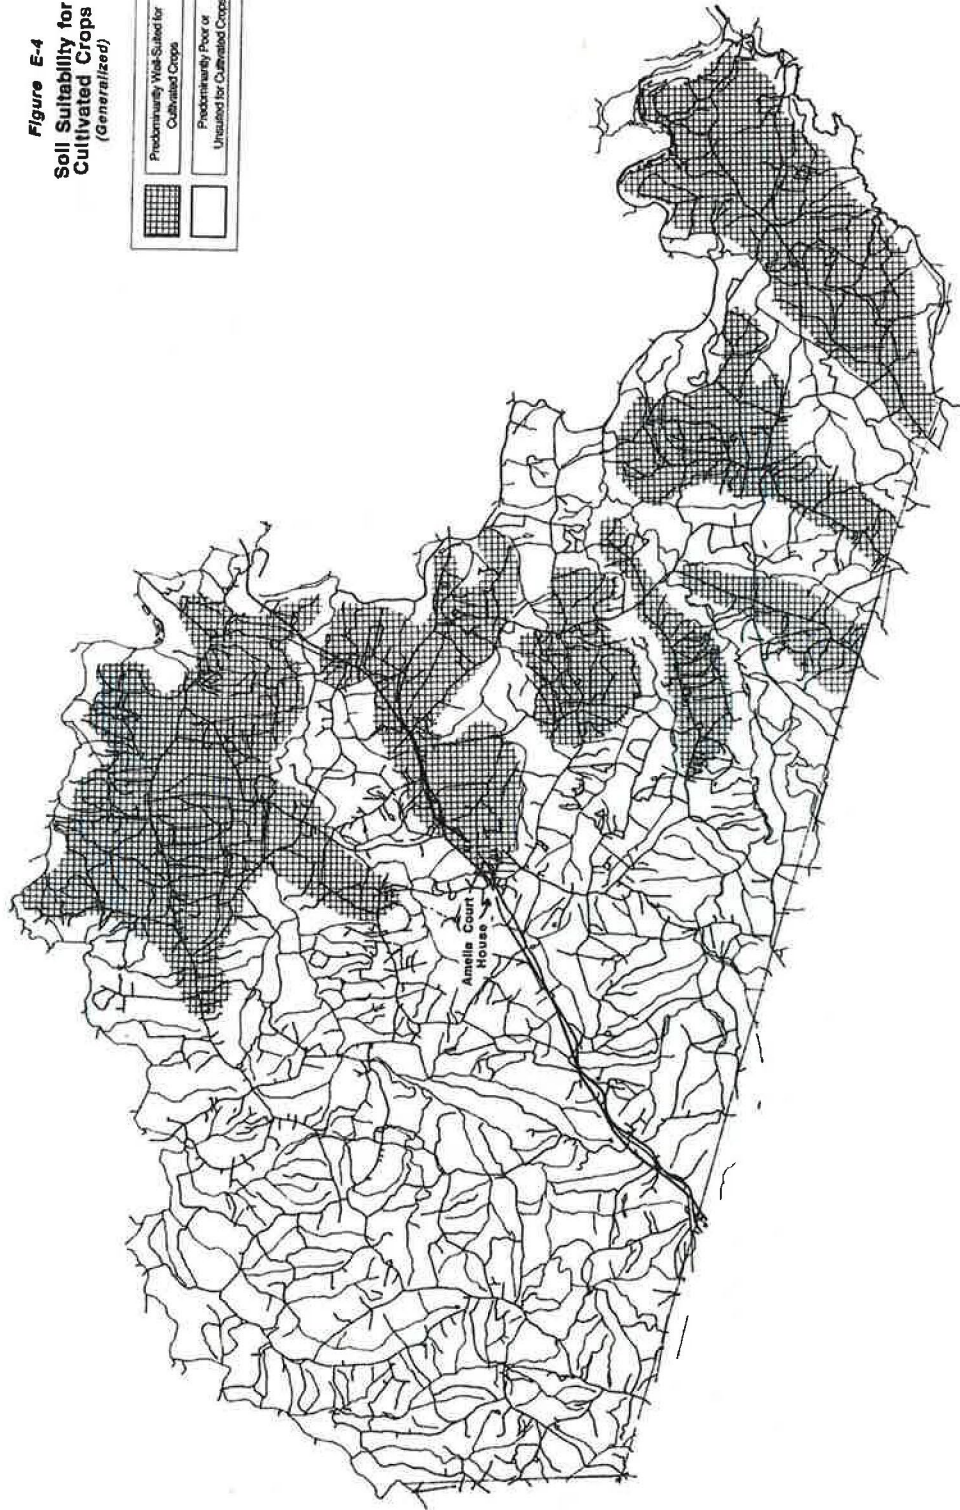 Figure E-4
Soil Suitability for
Cultivated Crops
(Generalized)
Predominantly Well-Suited for
Cultivated Crops
Predominantly Poor or
Unsuited for Cultivated Crops
Amelia Court
House